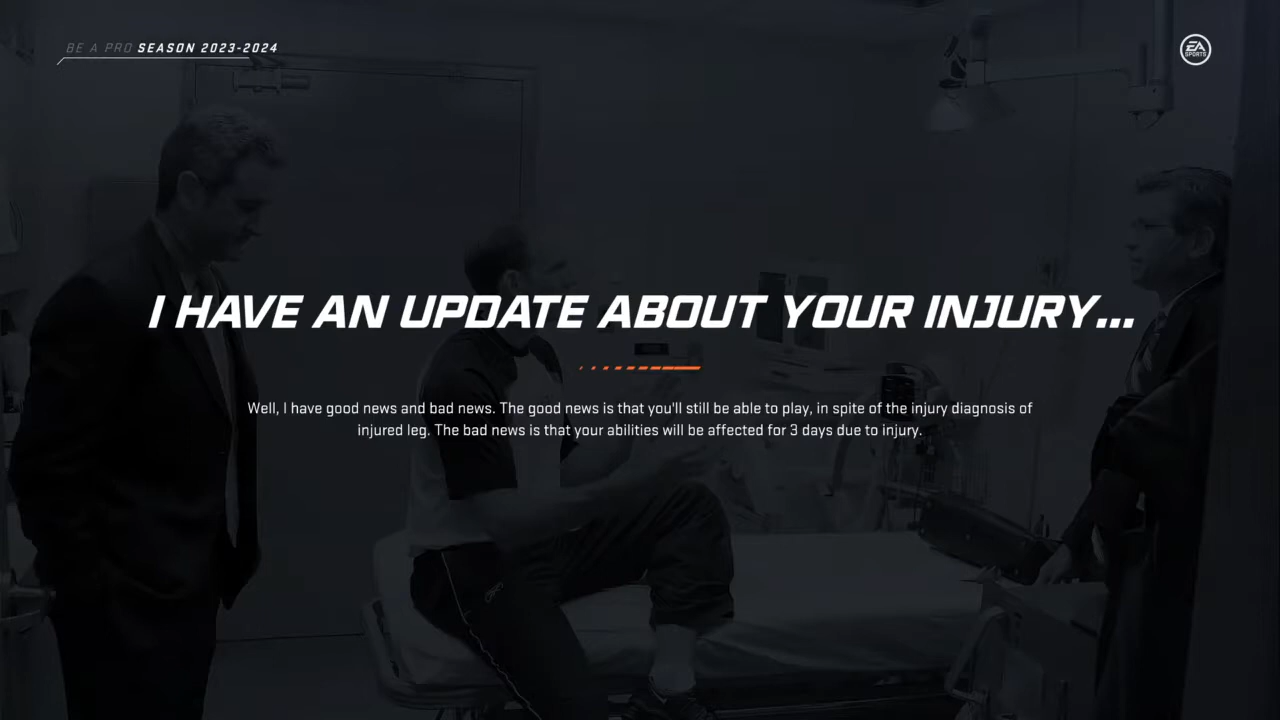 BE A PRO SEASON 2023-2024
EA
SPORTS
I HAVE AN UPDATE ABOUT YOUR INJURY...
Well, I have good news and bad news. The good news is that you'll still be able to play, in spite of the injury diagnosis of
injured leg. The bad news is that your abilities will be affected for 3 days due to injury.